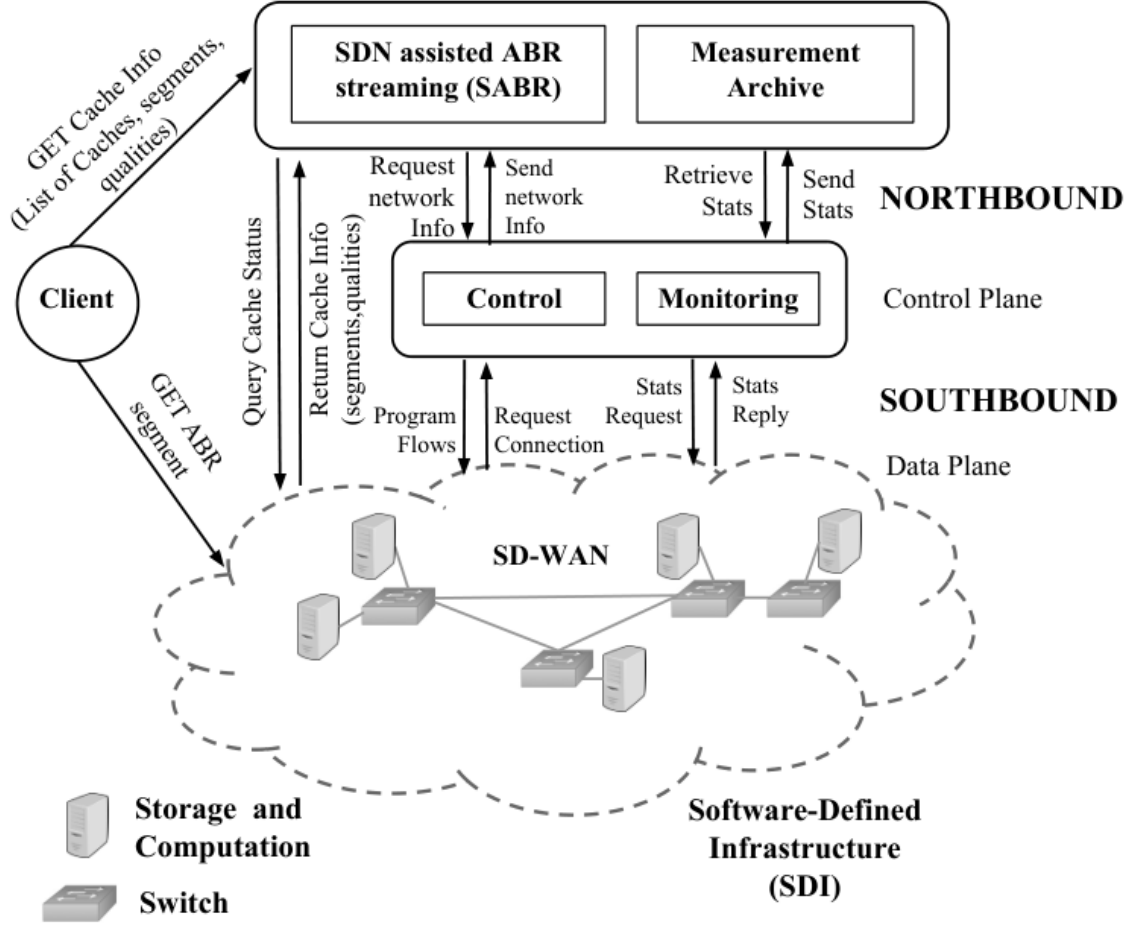 SDN assisted ABR
streaming (SABR)
Measurement
Archive
GET Cache Info
(List of Caches, segments,
qualities)
Request
network
Info
Send
network
Info
Retrieve
Stats
Send
Stats
NORTHBOUND
Client
Query Cache Status
Return Cache Info
(segments,qualities)
Control
Monitoring
Control Plane
GET ABR
segment
Program
Flows
Request
Connection
Stats
Request
Stats
Reply
SOUTHBOUND
Data Plane
SD-WAN
Storage and
Computation
Switch
Software-Defined
Infrastructure
(SDI)